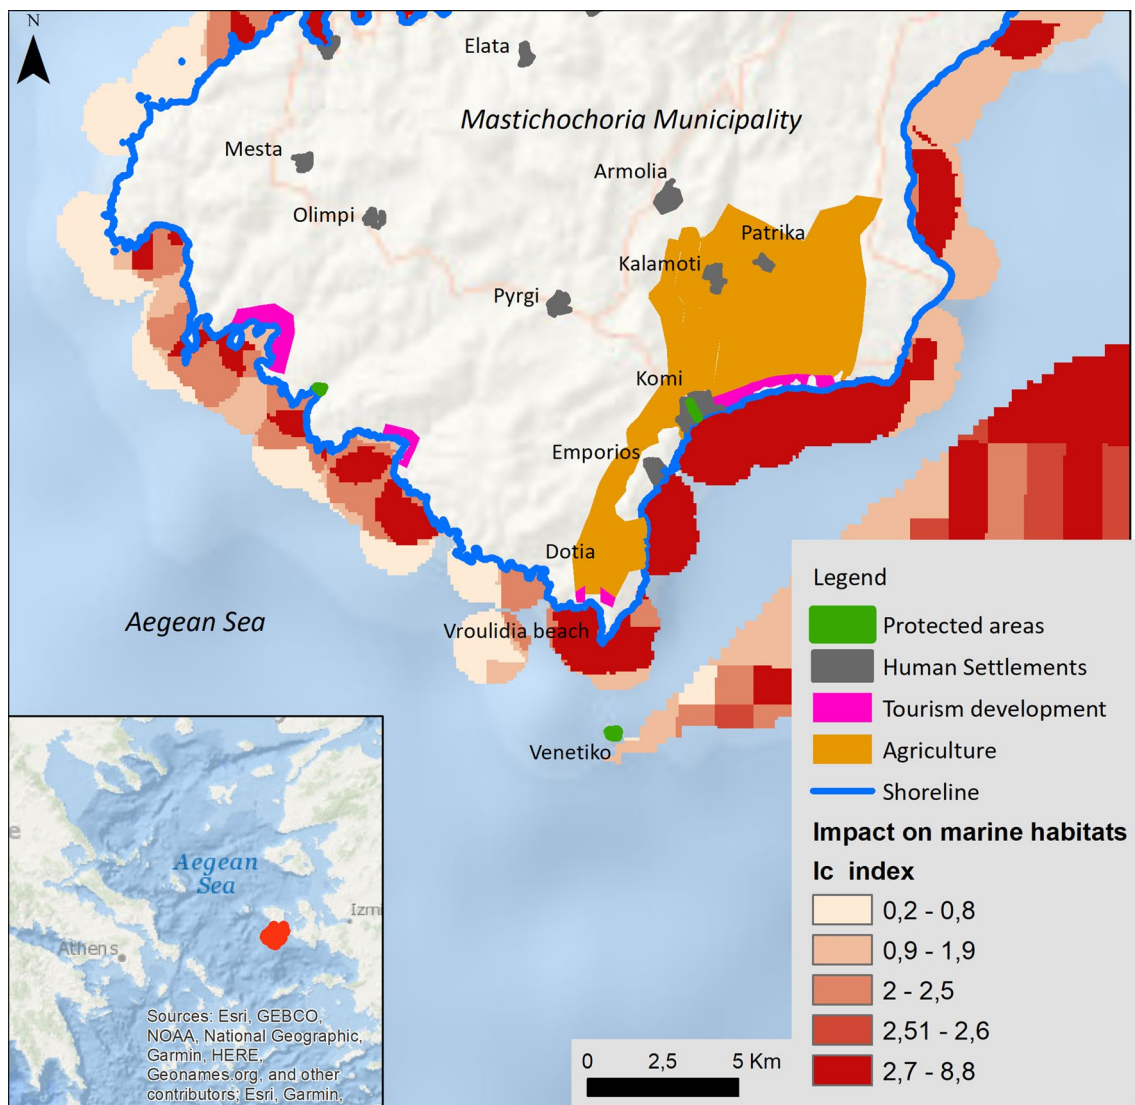 N
Elata
Mastichochoria Municipality
Mesta
Armolia
Olimpi
Patrika
Kalamoti
Pyrgi
Komi
Emporios
Dotia
Aegean Sea
Vroulidia beach
Venetiko
Legend
Protected areas
Human Settlements
Tourism development
Agriculture
Shoreline
Impact on marine habitats
Ic index
0,2 - 0,8
0,9 - 1,9
2 - 2,5
2,51 - 2,6
2,7 - 8,8
0 2,5 5 Km
e
Aegean
Sea
Izmi
Athens
Sources: Esri, GEBCO,
NOAA, National Geographic,
Garmin, HERE,
Geonames.org, and other
contributors; Esri, Garmin,